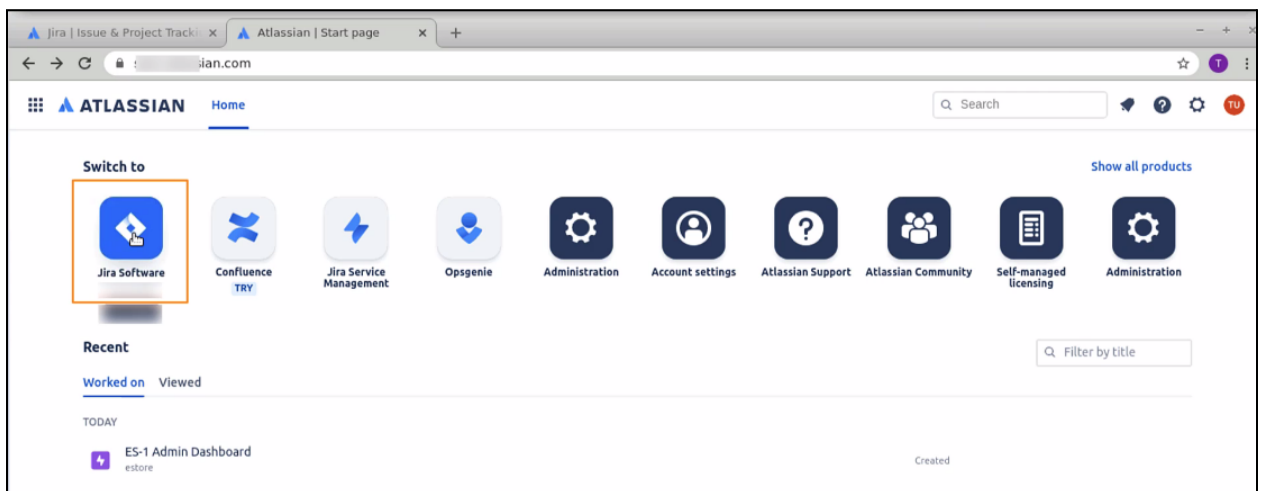 Jira | Issue & Project Tracki
Atlassian | Start page
sian.com
T
ATLASSIAN
Home
Search
TU
Switch to
Show all products
Jira Software
Confluence
TRY
Jira Service
Management
Opsgenie
Administration
Account settings
Atlassian Support
Atlassian Community
Self-managed
licensing
Administration
Recent
Filter by title
Worked on
Viewed
TODAY
ES-1 Admin Dashboard
estore
Created